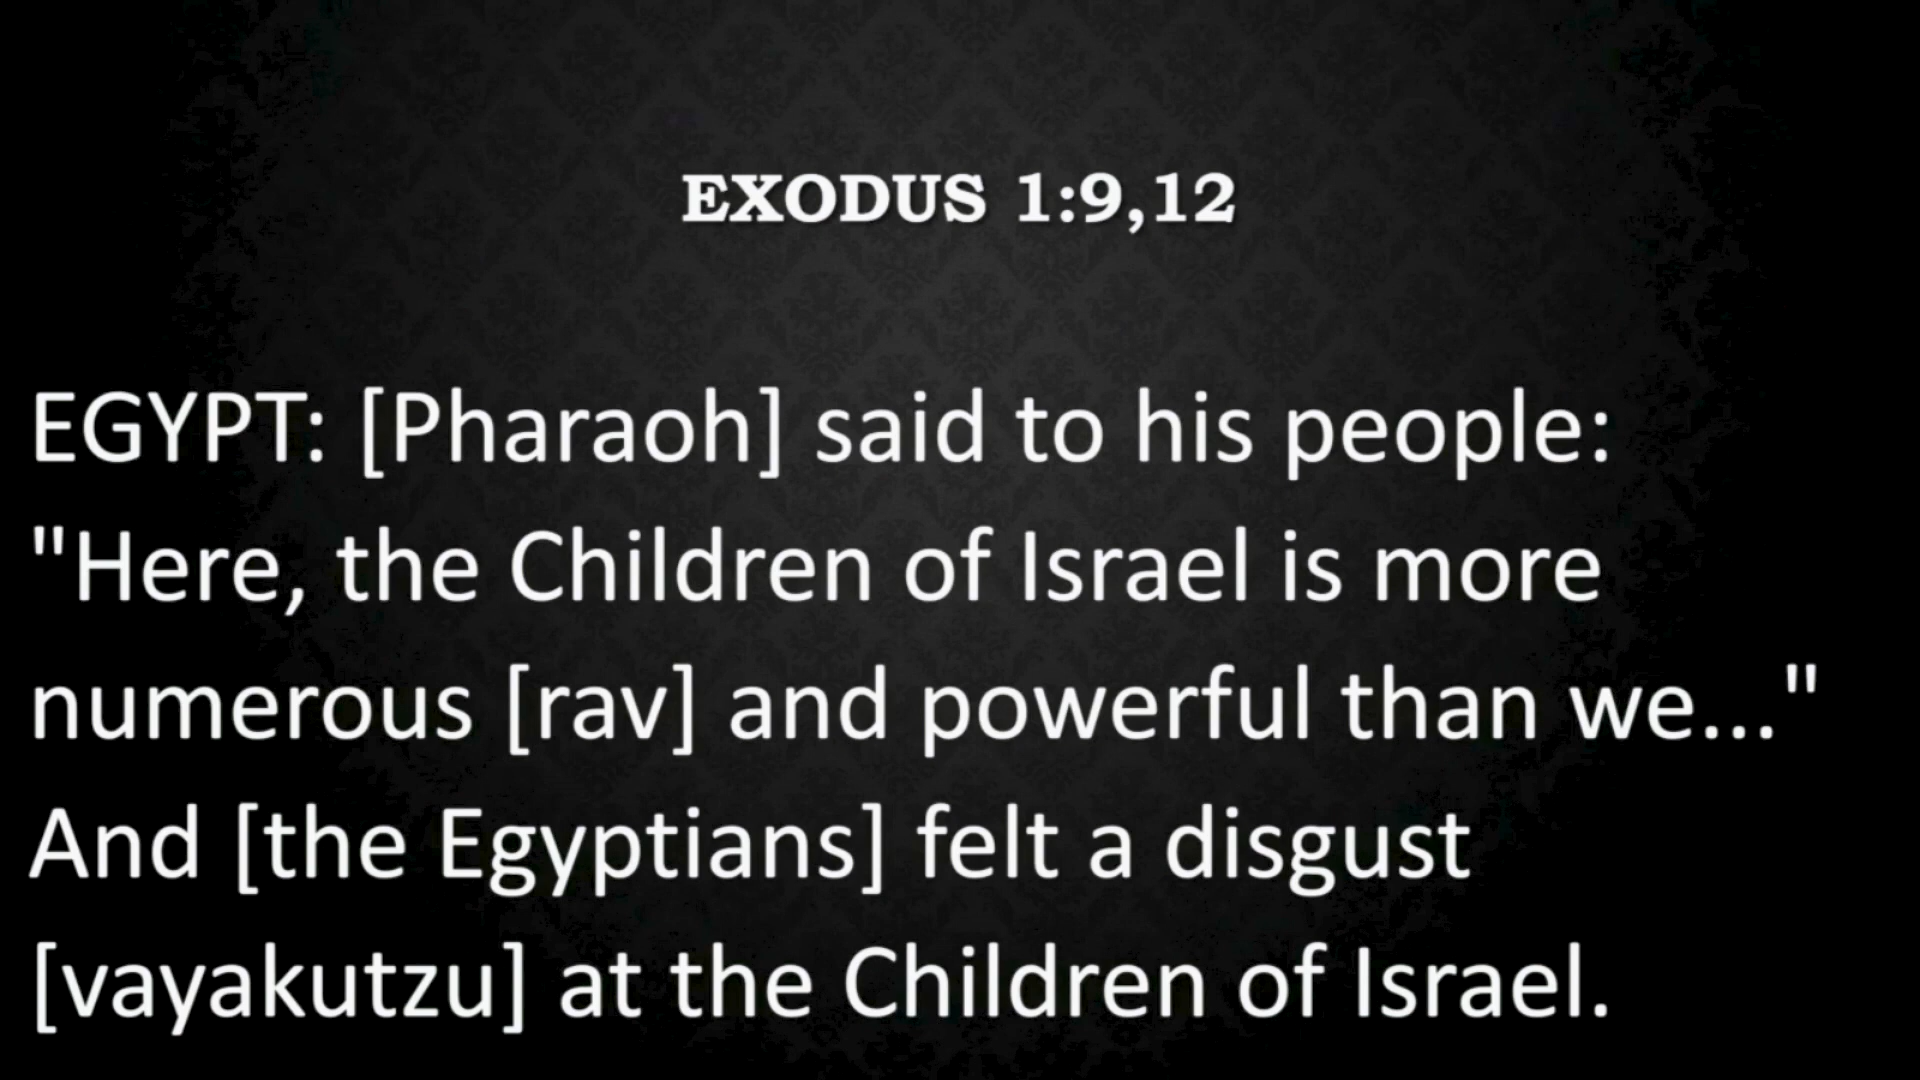 EXODUS 1:9,12
EGYPT: [Pharaoh] said to his people:
"Here, the Children of Israel is more
numerous [rav] and powerful than we..."
And [the Egyptians] felt a disgust
[vayakutzu] at the Children of Israel.